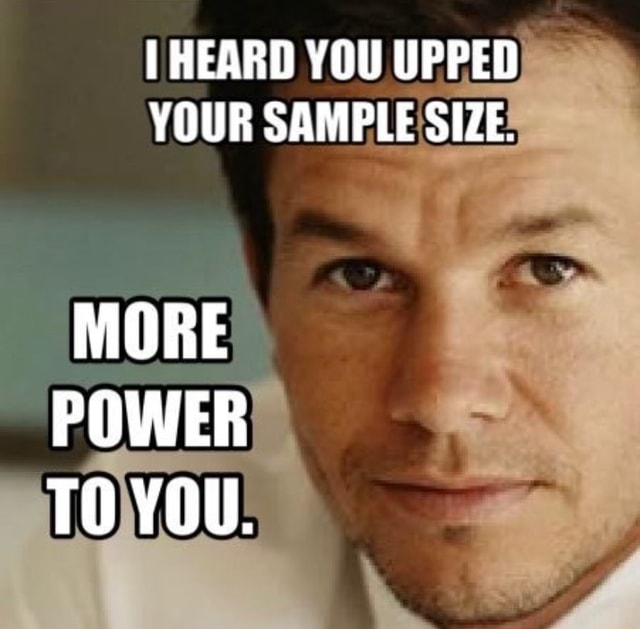 I HEARD YOU UPPED
YOUR SAMPLE SIZE.
MORE
POWER
TO YOU.